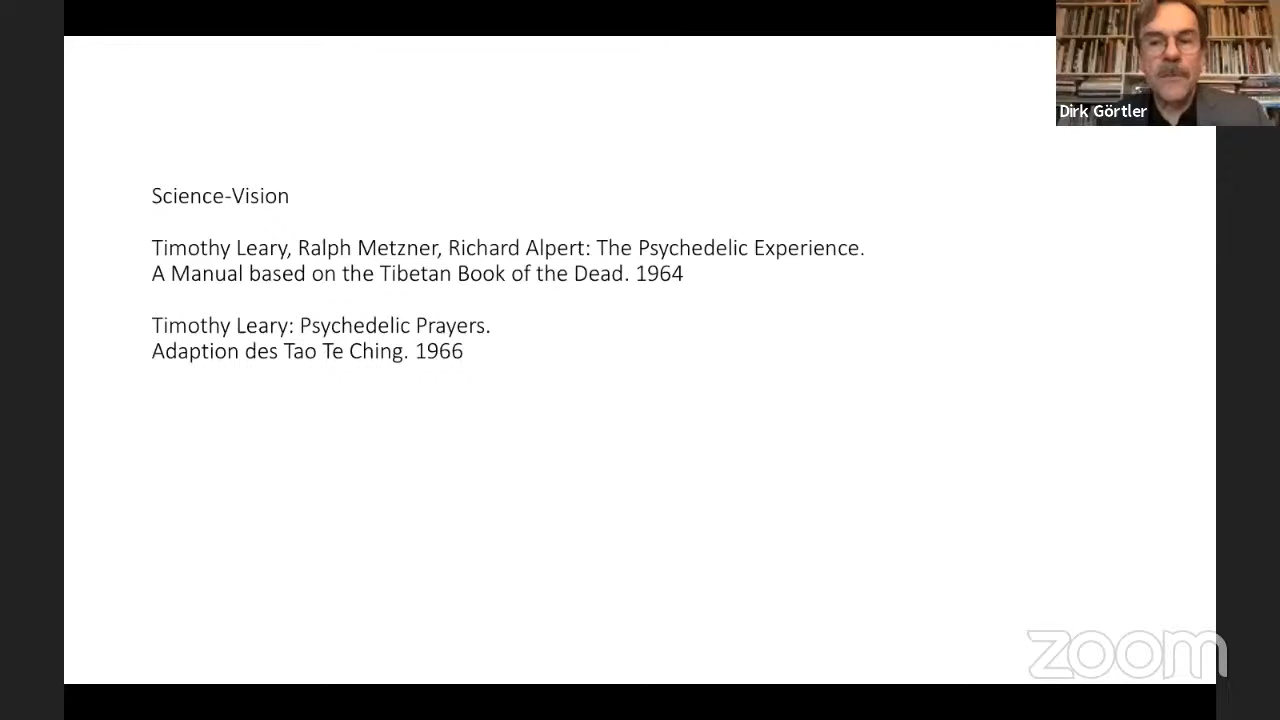 Dirk Görtler
Science-Vision
Timothy Leary, Ralph Metzner, Richard Alpert: The Psychedelic Experience.
A Manual based on the Tibetan Book of the Dead. 1964
Timothy Leary: Psychedelic Prayers.
Adaption des Tao Te Ching. 1966
zoom